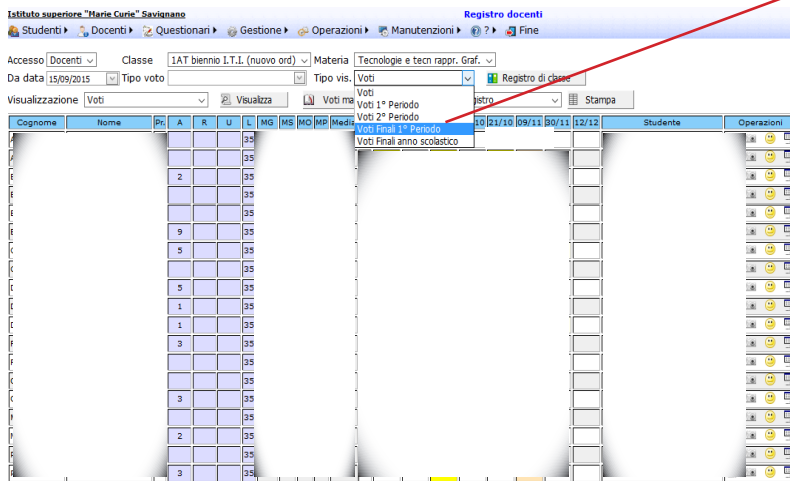 Istituto superiore "Marie Curie" Savignano Registro docenti
Studenti Docenti Questionari Gestione Operazioni Manutenzioni ? Fine
Accesso Docenti Classe 1AT biennio I.T.I. (nuovo ord) Materia Tecnologie e tecn rappr. Graf.
Da data 15/09/2015 Tipo voto Tipo vis. Voti Registro di classe
Visualizzazione Voti Visualizza Voti ma Stampa
Voti
Voti 1° Periodo
Voti 2° Periodo
Voti Finali 1° Periodo
Voti Finali anno scolastico
Cognome Nome Pr. A R U L MG MS MO MP Media 10 21/10 09/11 30/11 12/12 Studente Operazioni
35
35
2 35
35
35
9 35
5 35
35
5 35
1 35
1 35
3 35
35
35
3 35
35
2 35
35
3 35